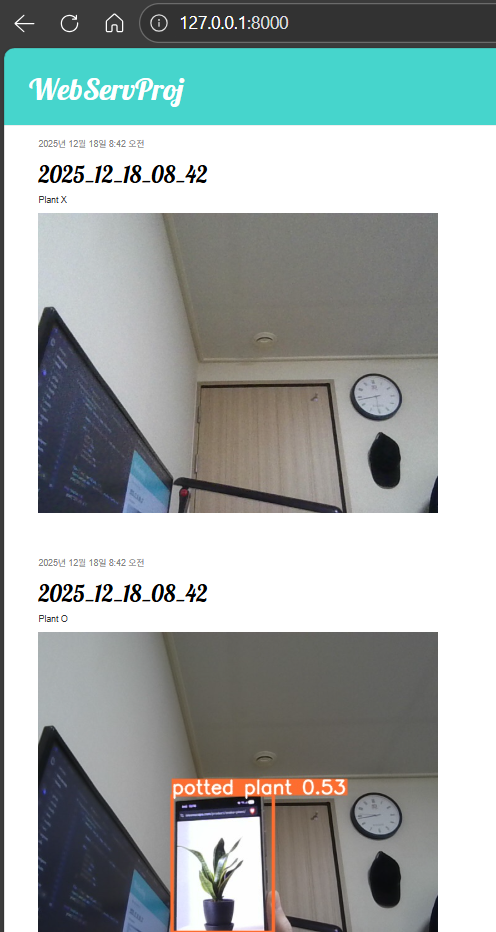 127.0.0.1:8000
WebServProj
2025년 12월 18일 8:42 오전
2025_12_18_08_42
Plant X
2025년 12월 18일 8:42 오전
2025_12_18_08_42
Plant O
potted plant 0.53